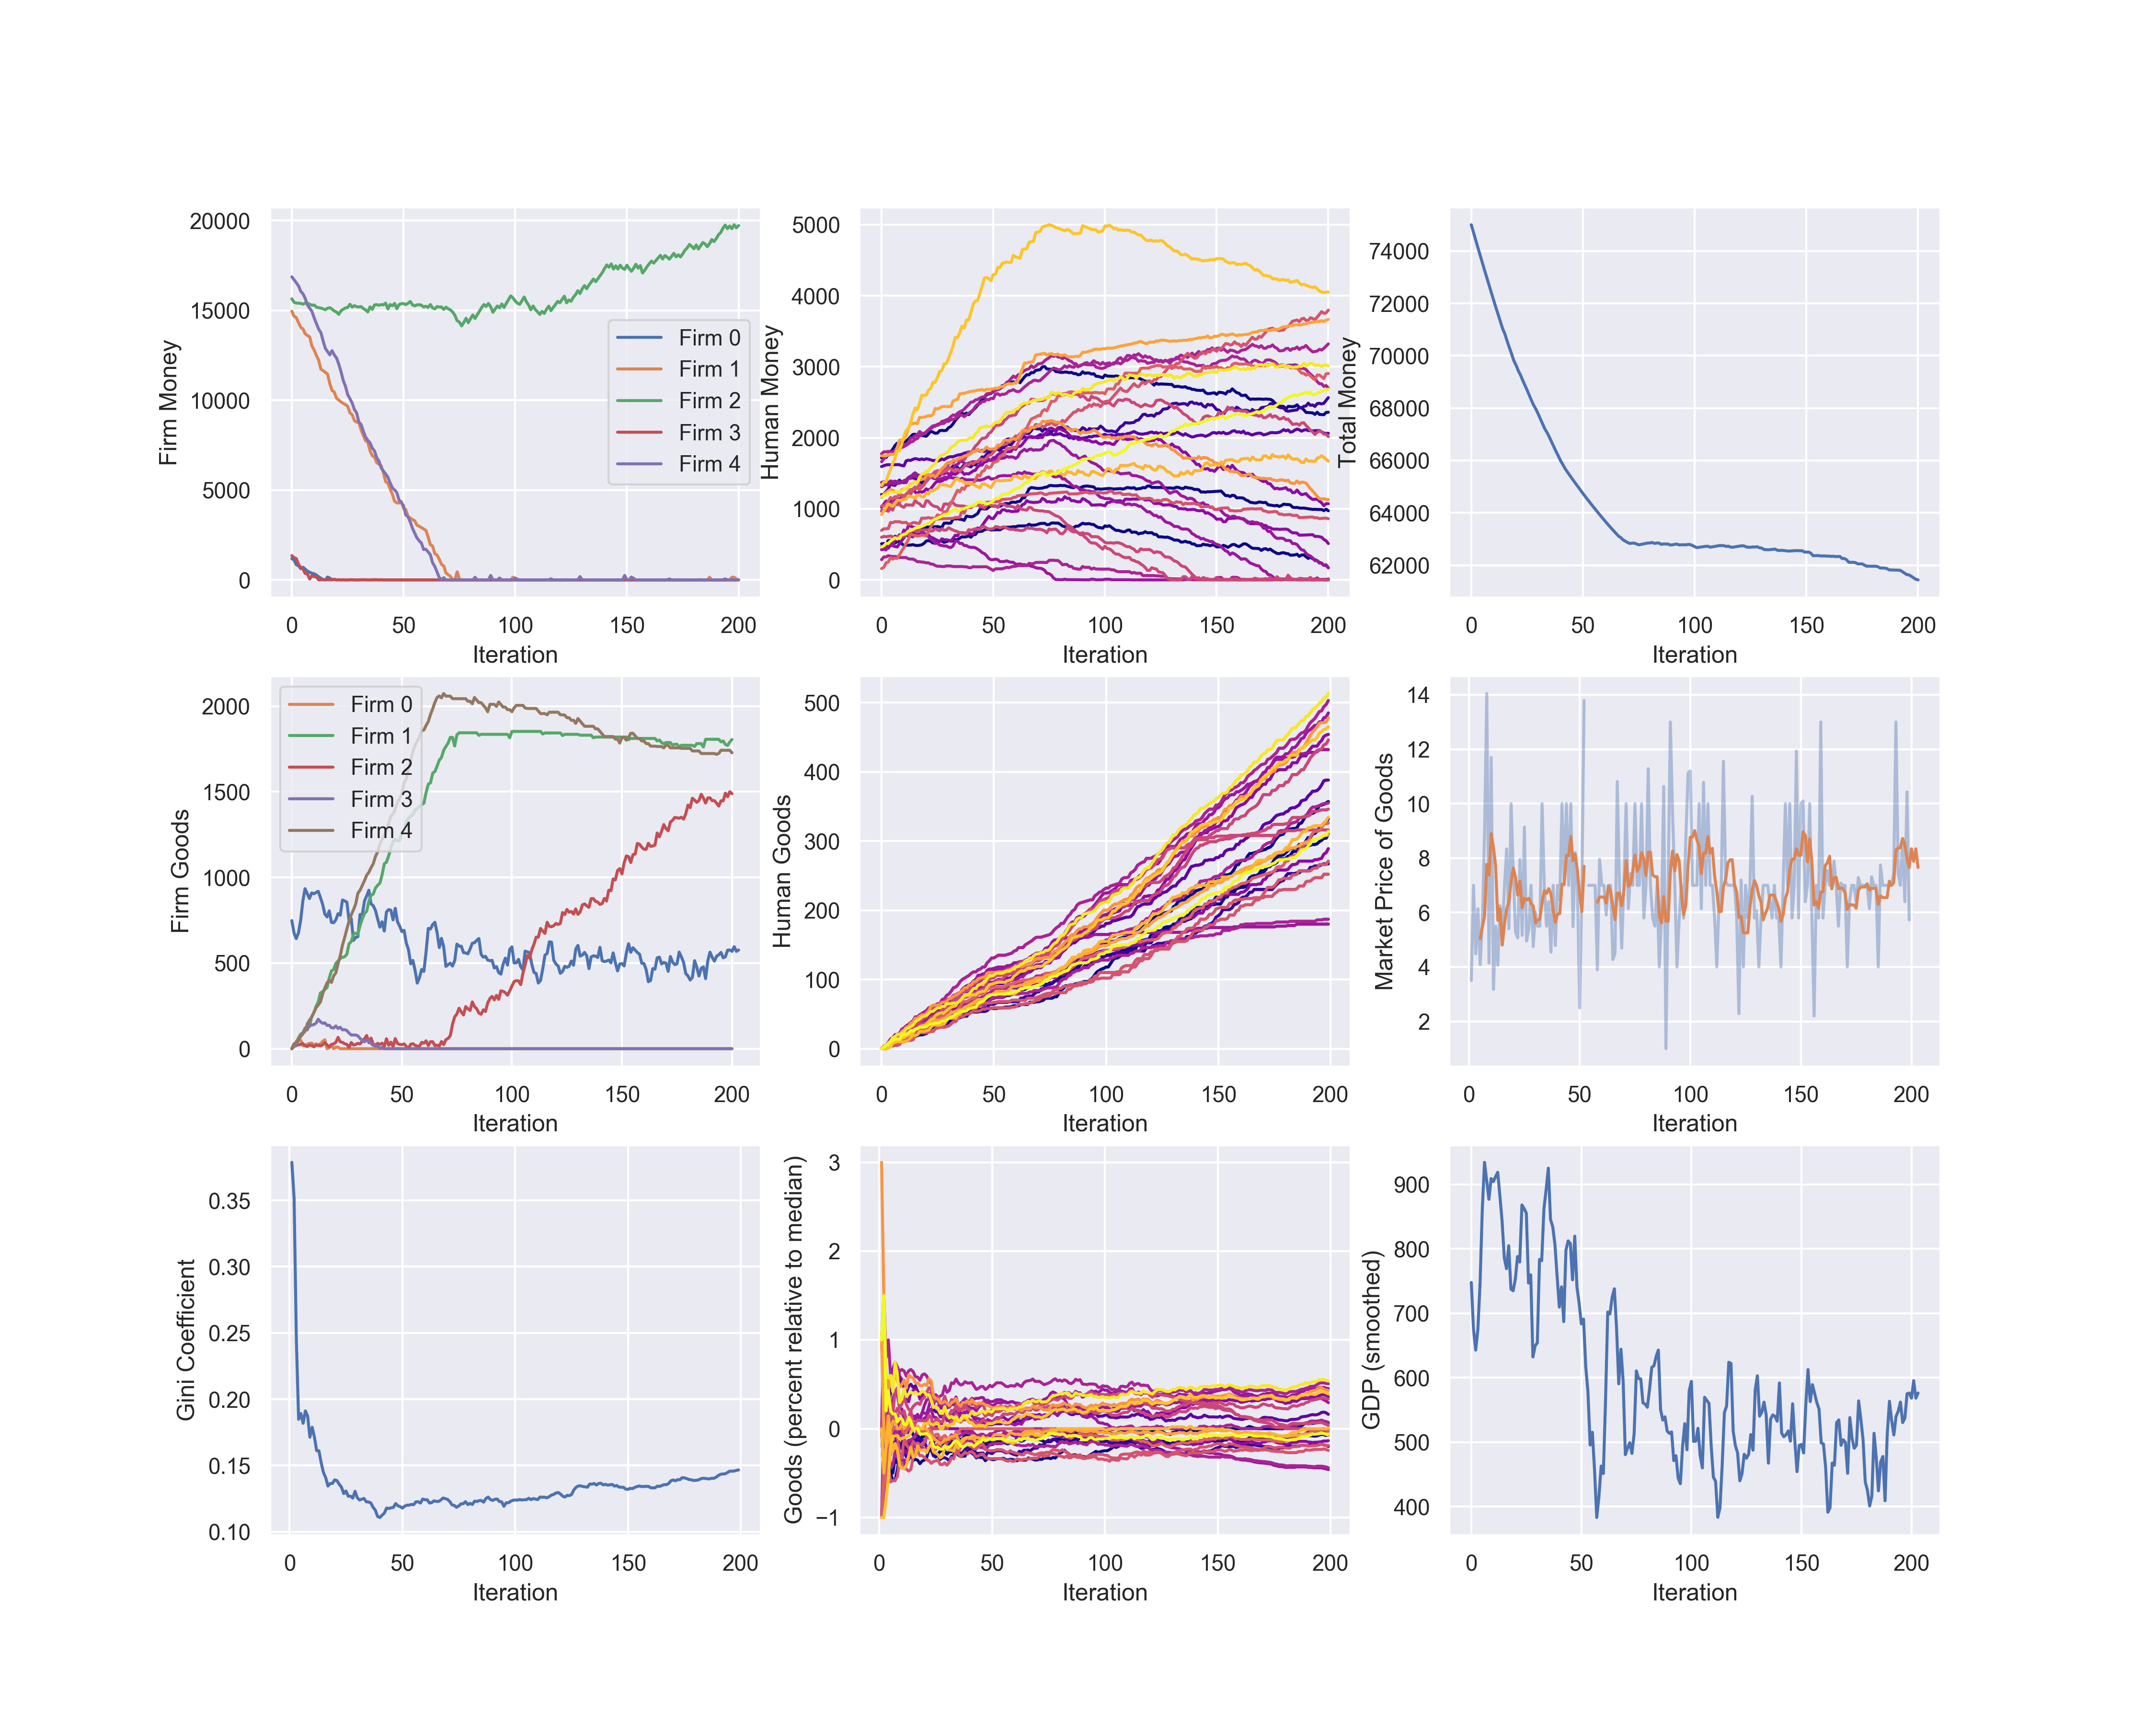 Firm Money
20000
15000
10000
5000
0
Firm 0
Firm 1
Firm 2
Firm 3
Firm 4
0 50 100 150 200
Iteration
Human Money
5000
4000
3000
2000
1000
0
0 50 100 150 200
Iteration
Total Money
74000
72000
70000
68000
66000
64000
62000
0 50 100 150 200
Iteration
Firm Goods
2000
1500
1000
500
0
Firm 0
Firm 1
Firm 2
Firm 3
Firm 4
0 50 100 150 200
Iteration
Human Goods
500
400
300
200
100
0
0 50 100 150 200
Iteration
Market Price of Goods
14
12
10
8
6
4
2
0 50 100 150 200
Iteration
Gini Coefficient
0.35
0.30
0.25
0.20
0.15
0.10
0 50 100 150 200
Iteration
Goods (percent relative to median)
3
2
1
0
−1
0 50 100 150 200
Iteration
GDP (smoothed)
900
800
700
600
500
400
0 50 100 150 200
Iteration